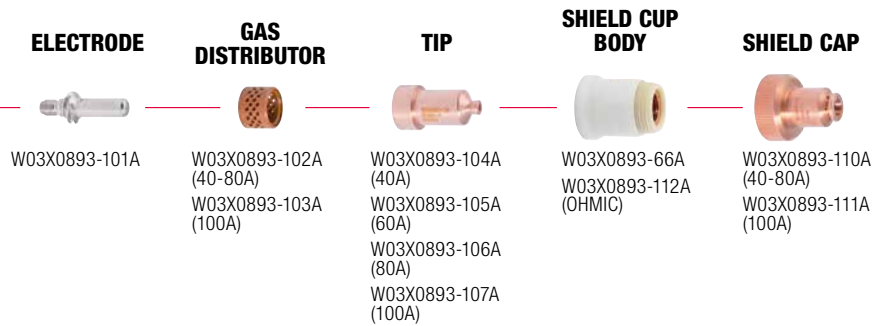 ELECTRODE
W03X0893-101A
GAS
DISTRIBUTOR
W03X0893-102A
(40-80A)
W03X0893-103A
(100A)
TIP
W03X0893-104A
(40A)
W03X0893-105A
(60A)
W03X0893-106A
(80A)
W03X0893-107A
(100A)
SHIELD CUP
BODY
W03X0893-66A
W03X0893-112A
(OHMIC)
SHIELD CAP
W03X0893-110A
(40-80A)
W03X0893-111A
(100A)